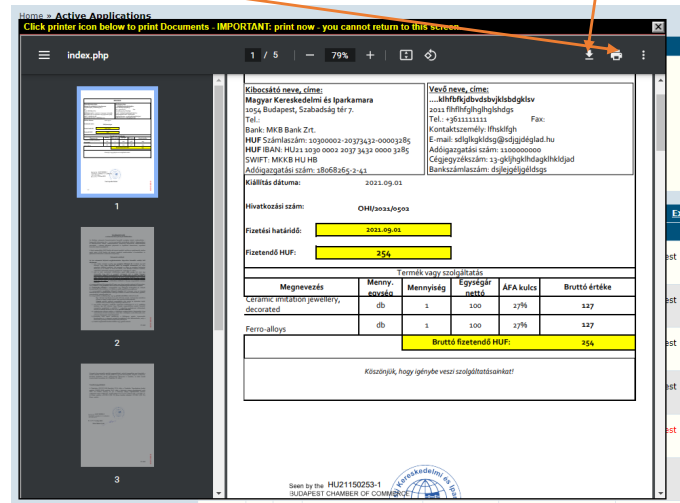 Home » Active Applications
Click printer icon below to print Documents - IMPORTANT: print now - you cannot return to this screen
index.php
1 / 5
79%
Kibocsátó neve, címe:
Magyar Kereskedelmi és Iparkamara
1054 Budapest, Szabadság tér 7.
Tel.:
Bank: MKB Bank Zrt.
HUF Számlaszám: 10300002-20373432-00003285
HUF IBAN: HU21 1030 0002 2037 3432 0000 3285
SWIFT: MKKB HU HB
Adóigazgatási szám: 18068265-2-41
Vevő neve, címe:
....klhfbfkjdbvdsbvjklsbdgklsv
2011 flhflhfglhglhglshdgs
Tel.: +3611111111 Fax:
Kontaktszemély: lfhsklfgh
E-mail: sdlglkgkldsg@sdjgjdéglad.hu
Adóigazgatási szám: 1100000000
Cégjegyzékszám: 13-gkljhgklhdagklhkldjad
Bankszámlaszám: dsjlejgéljgéldsgs
Kiállítás dátuma: 2021.09.01
Hivatkozási szám: OHI/2021/0502
Fizetési határidő: 2021.09.01
Fizetendő HUF: 254
Termék vagy szolgáltatás
Megnevezés Menny. egység Mennyiség Egységár nettó ÁFA kulcs Bruttó értéke
Ceramic imitation jewellery, decorated db 1 100 27% 127
Ferro-alloys db 1 100 27% 127
Bruttó fizetendő HUF: 254
Köszönjük, hogy igénybe veszi szolgáltatásainkat!
Seen by the HU21150253-1
BUDAPEST CHAMBER OF COMMERCE
1
2
3